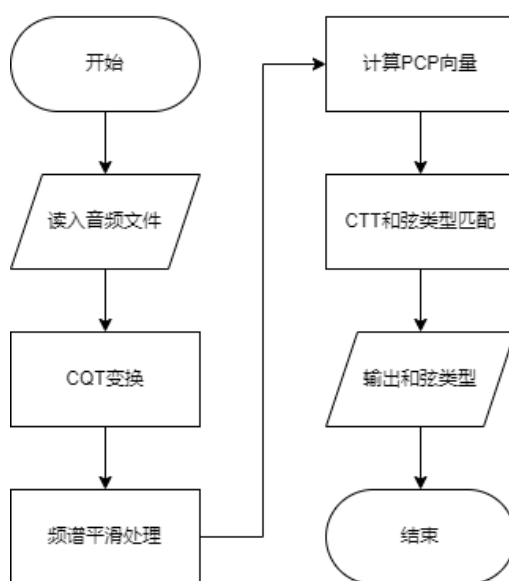 开始
读入音频文件
CQT变换
频谱平滑处理
计算PCP向量
CTT和弦类型匹配
输出和弦类型
结束